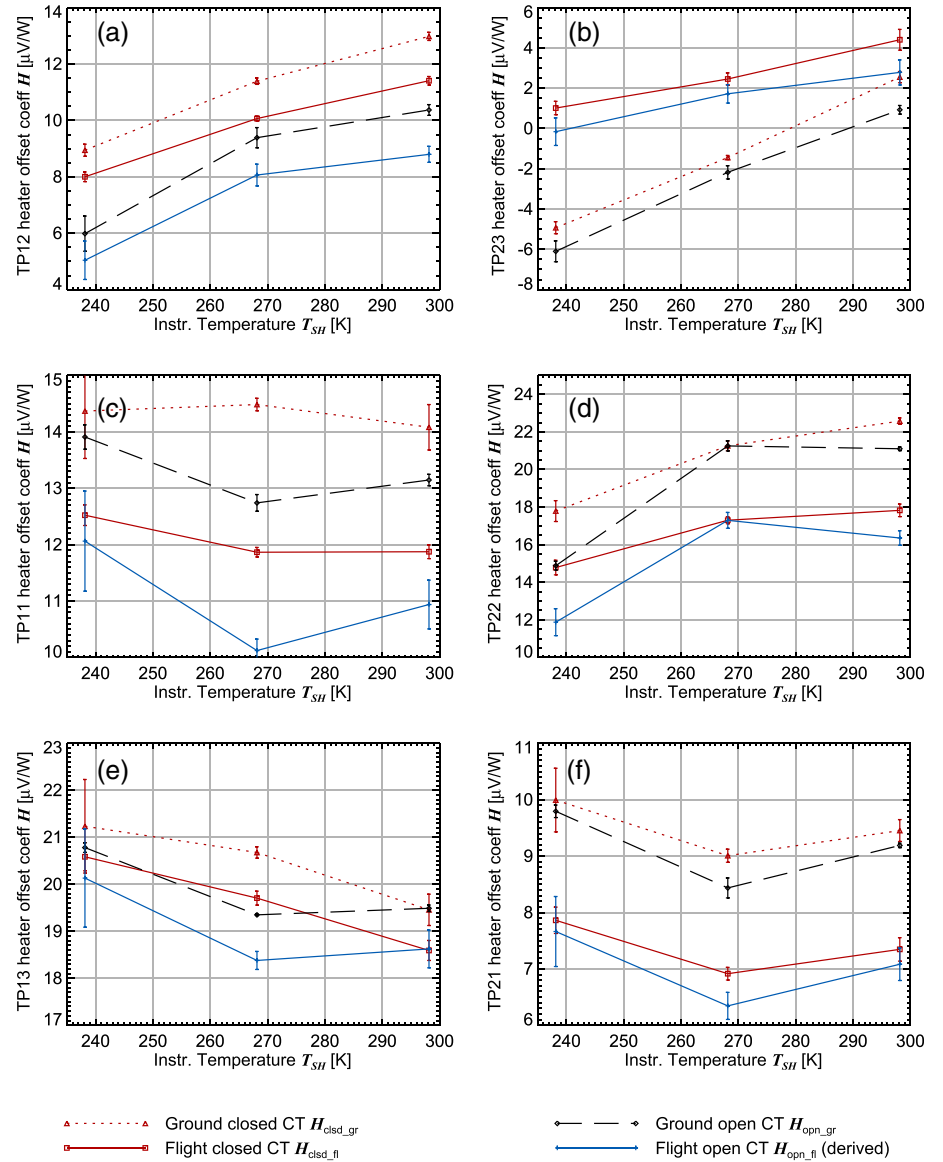 (a)
TP12 heater offset coeff H [µV/W]
14
12
10
8
6
4
240 250 260 270 280 290 300
Instr. Temperature T_SH [K]
(b)
TP23 heater offset coeff H [µV/W]
6
4
2
0
-2
-4
-6
-8
240 250 260 270 280 290 300
Instr. Temperature T_SH [K]
(c)
TP11 heater offset coeff H [µV/W]
15
14
13
12
11
10
240 250 260 270 280 290 300
Instr. Temperature T_SH [K]
(d)
TP22 heater offset coeff H [µV/W]
24
22
20
18
16
14
12
10
240 250 260 270 280 290 300
Instr. Temperature T_SH [K]
(e)
TP13 heater offset coeff H [µV/W]
23
22
21
20
19
18
17
240 250 260 270 280 290 300
Instr. Temperature T_SH [K]
(f)
TP21 heater offset coeff H [µV/W]
11
10
9
8
7
6
240 250 260 270 280 290 300
Instr. Temperature T_SH [K]
Ground closed CT H_clsd_gr
Flight closed CT H_clsd_fl
Ground open CT H_opn_gr
Flight open CT H_opn_fl (derived)